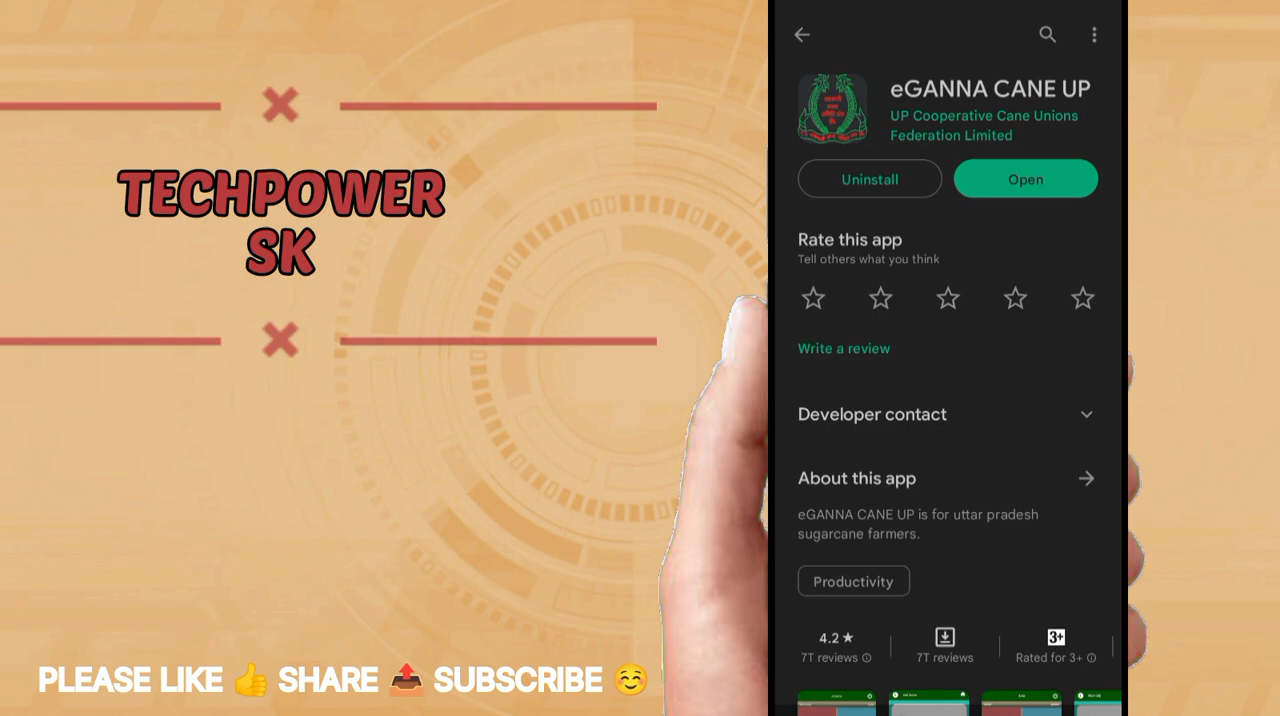 TECHPOWER
SK
PLEASE LIKE 👍 SHARE 📤 SUBSCRIBE ☺️
eGANNA CANE UP
UP Cooperative Cane Unions
Federation Limited
Uninstall
Open
Rate this app
Tell others what you think
Write a review
Developer contact
About this app
eGANNA CANE UP is for uttar pradesh
sugarcane farmers.
Productivity
4.2 ★
7T reviews
7T reviews
3+
Rated for 3+